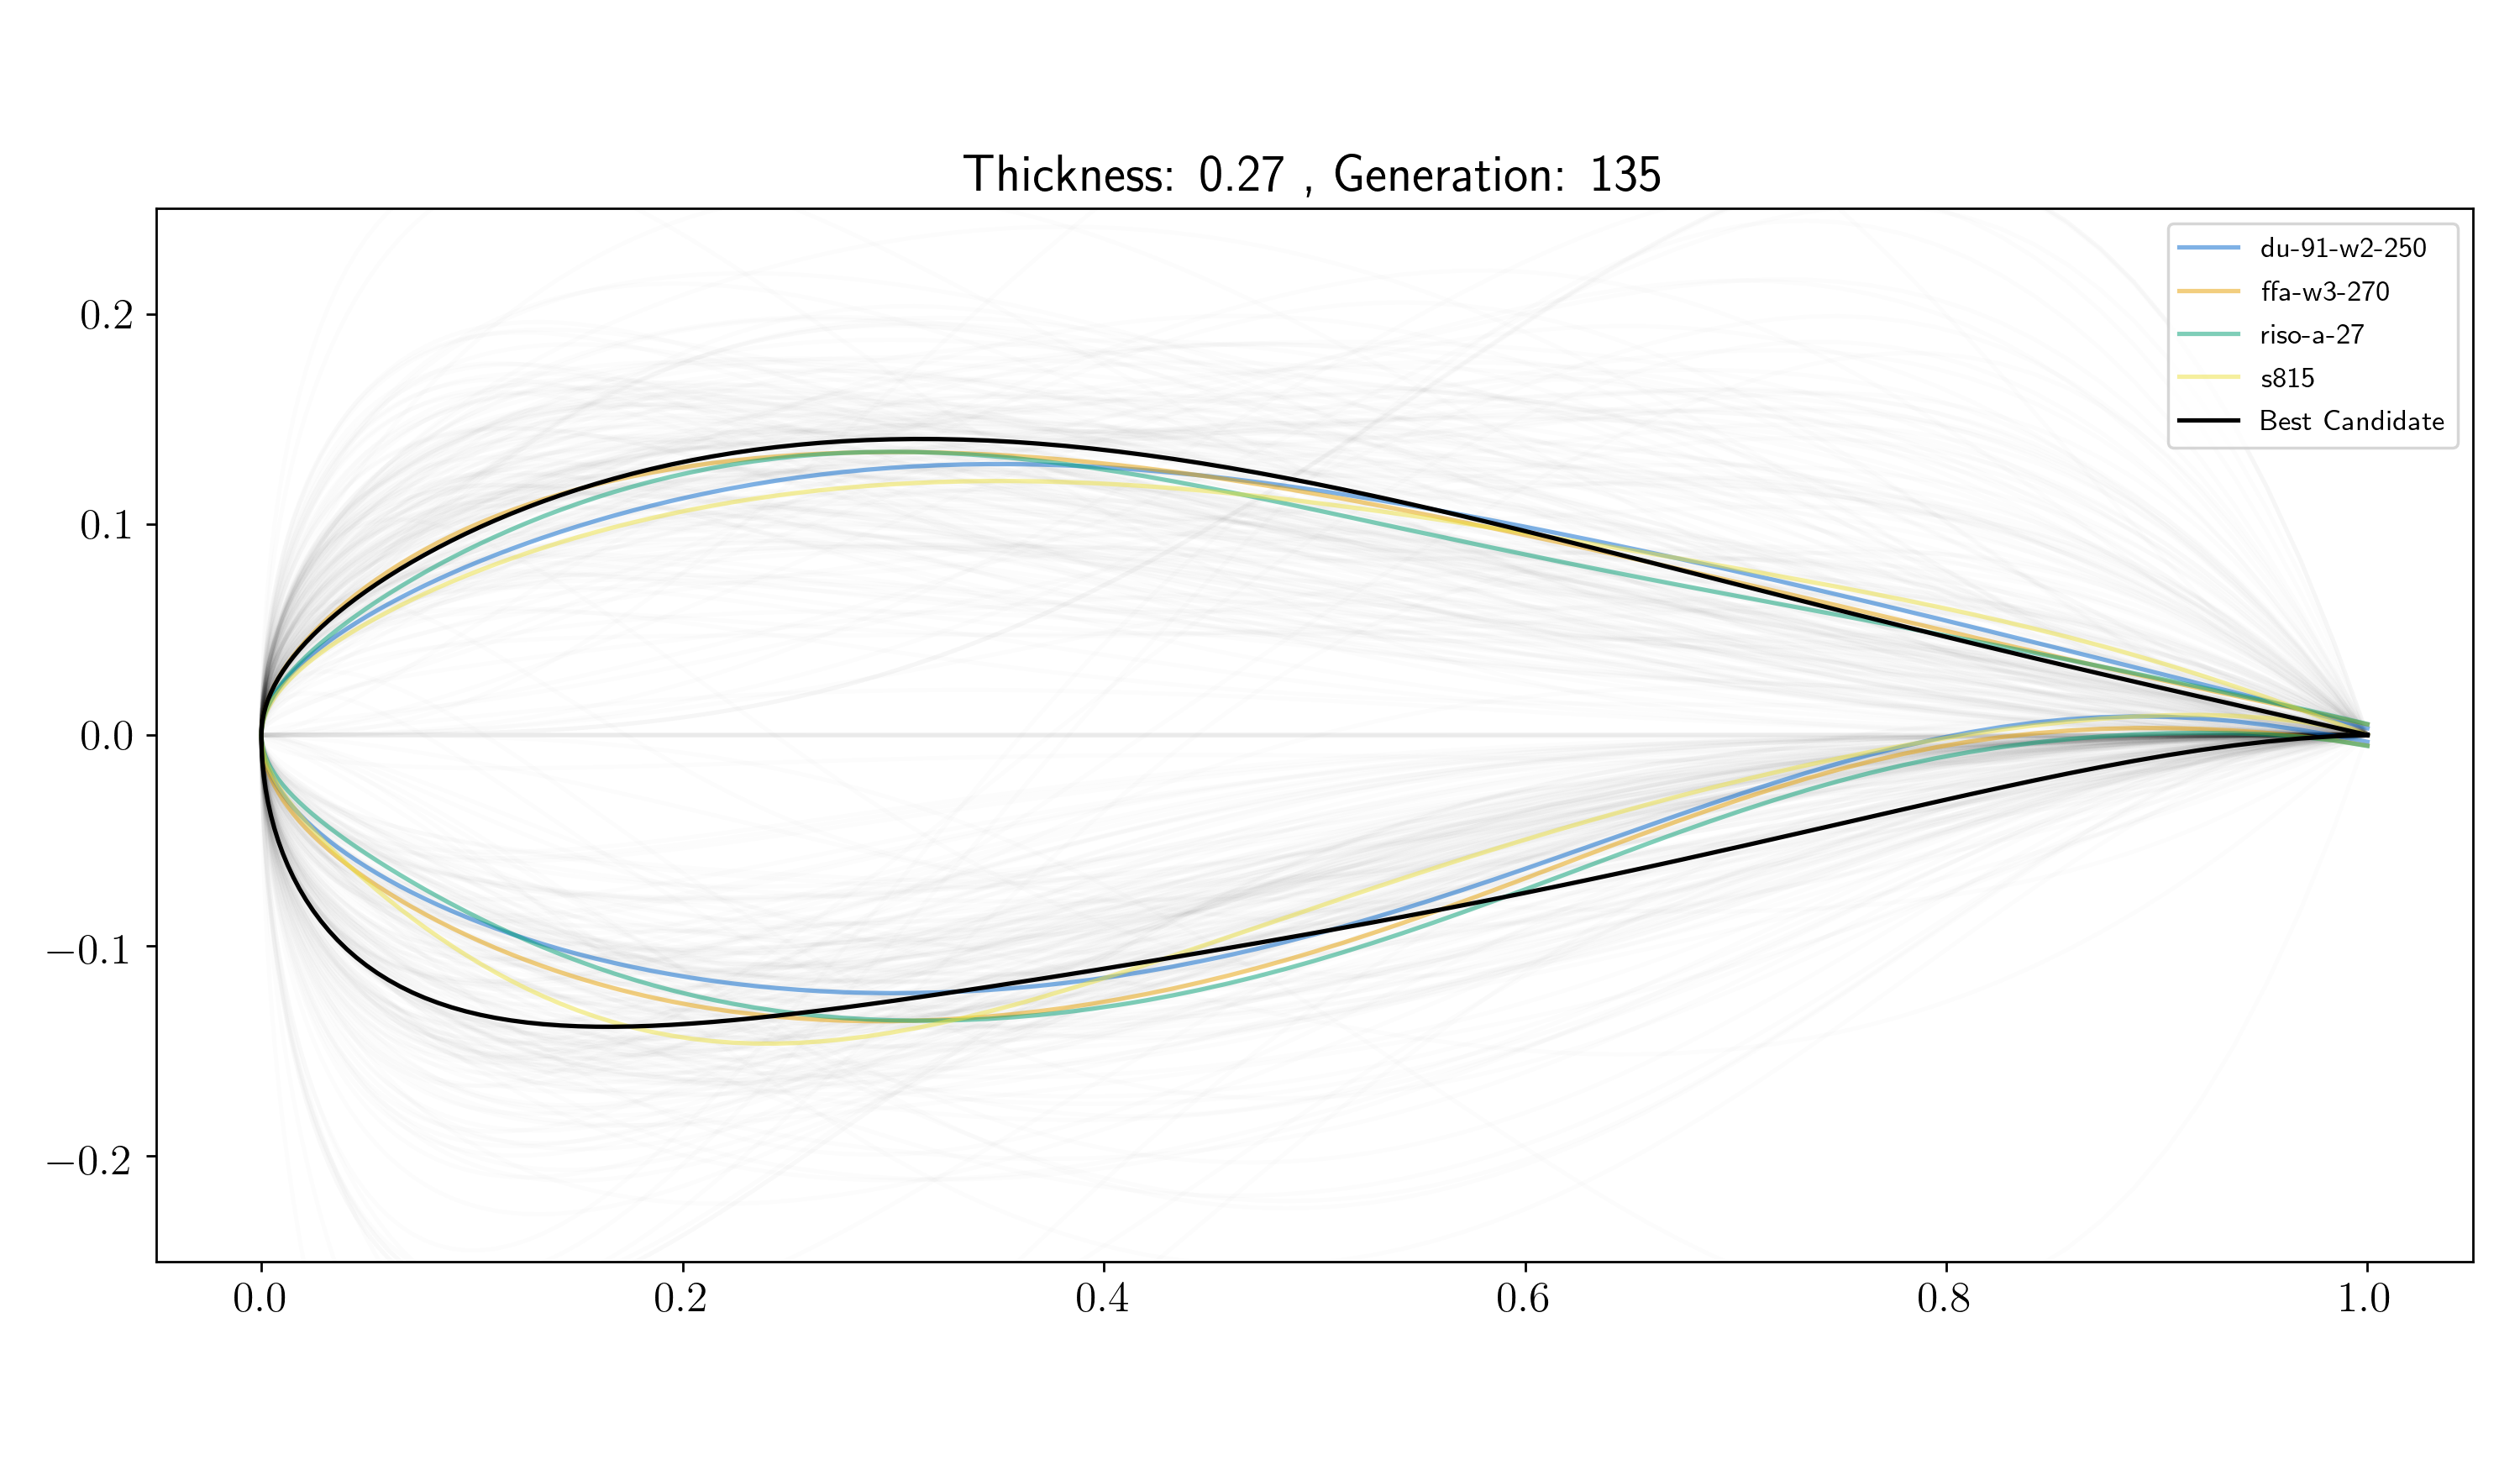 Thickness: 0.27 , Generation: 135
du-91-w2-250
ffa-w3-270
riso-a-27
s815
Best Candidate
0.2
0.1
0.0
−0.1
−0.2
0.0 0.2 0.4 0.6 0.8 1.0